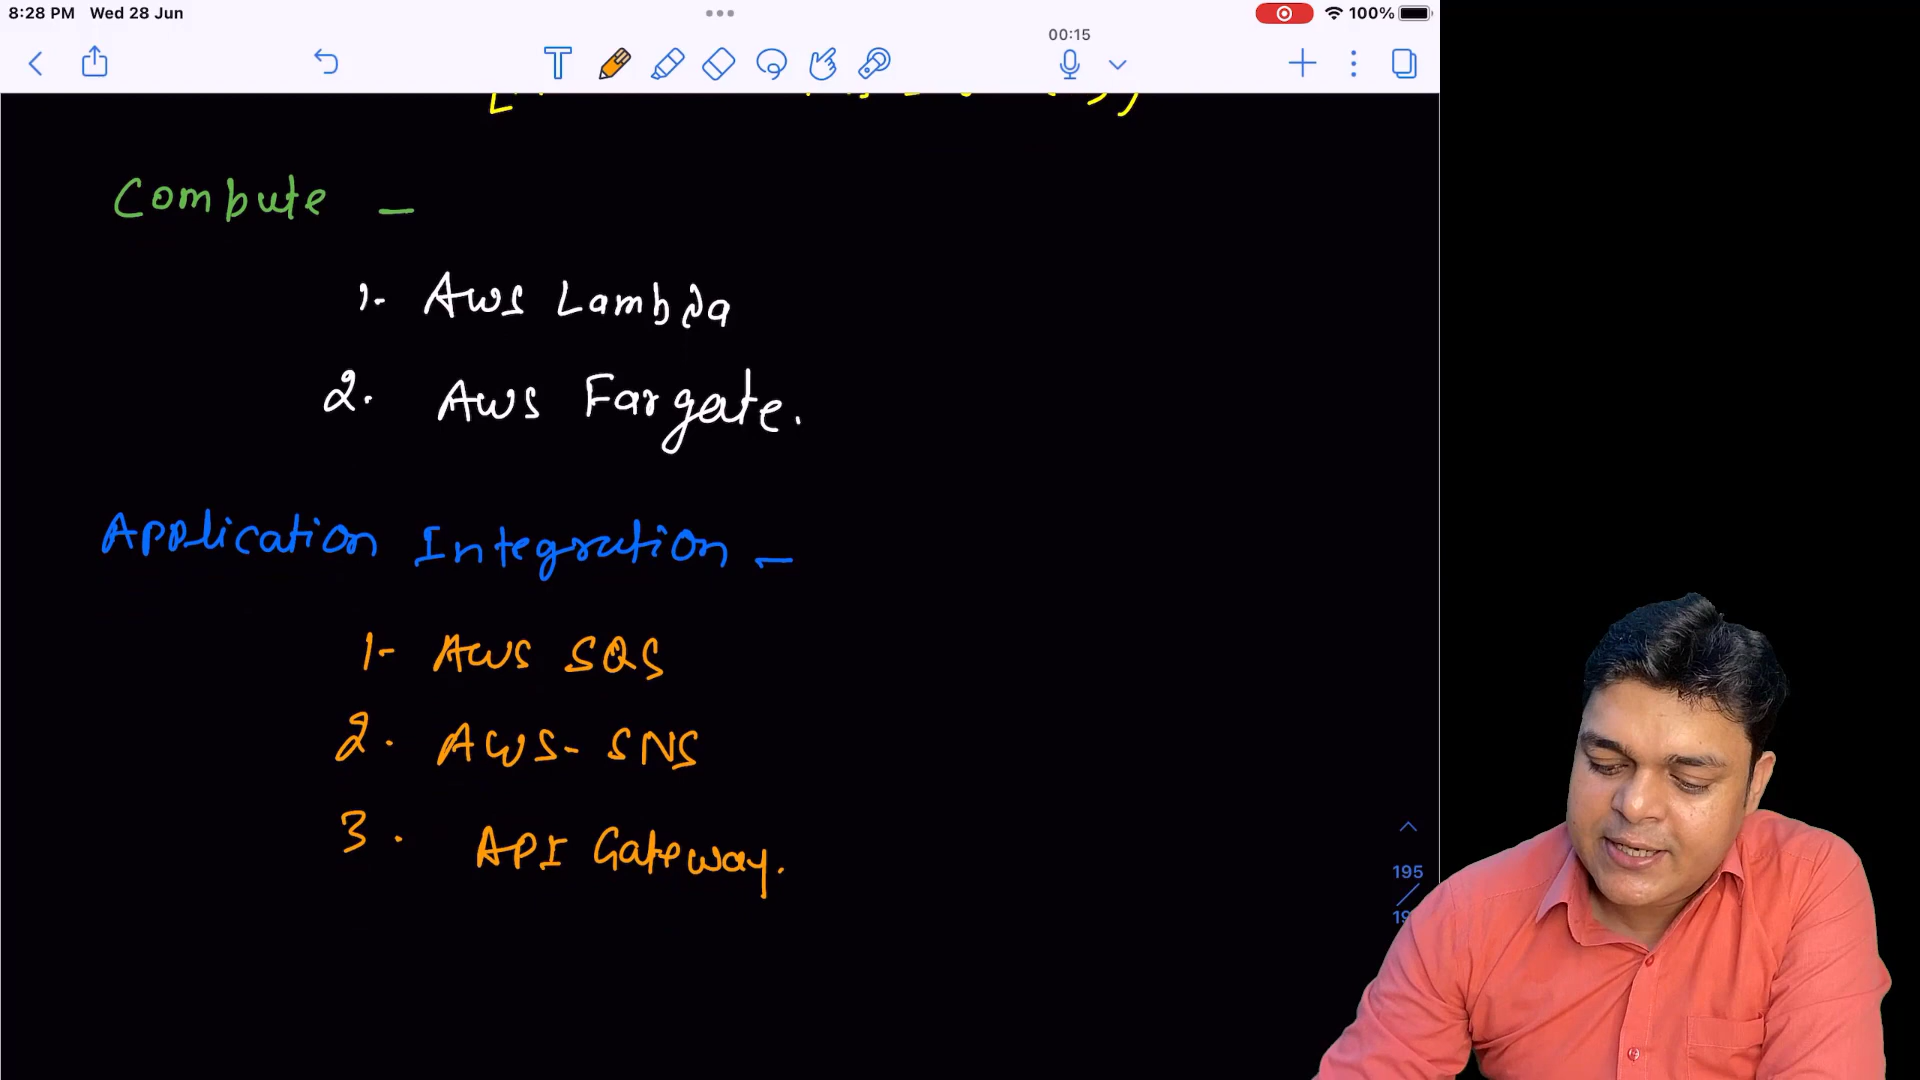 8:28 PM Wed 28 Jun
100%
00:15
Compute -
1- Aws Lambda
2. Aws Fargate.
Application Integration -
1- AWS SQS
2. AWS- SNS
3. API Gateway.
195